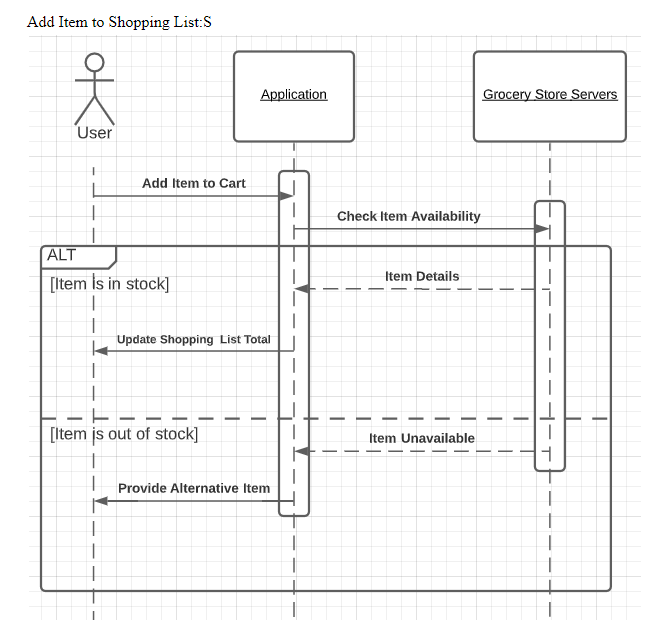 Add Item to Shopping List:S
User
Application
Grocery Store Servers
Add Item to Cart
Check Item Availability
ALT
[Item is in stock]
Item Details
Update Shopping List Total
[Item is out of stock]
Item Unavailable
Provide Alternative Item